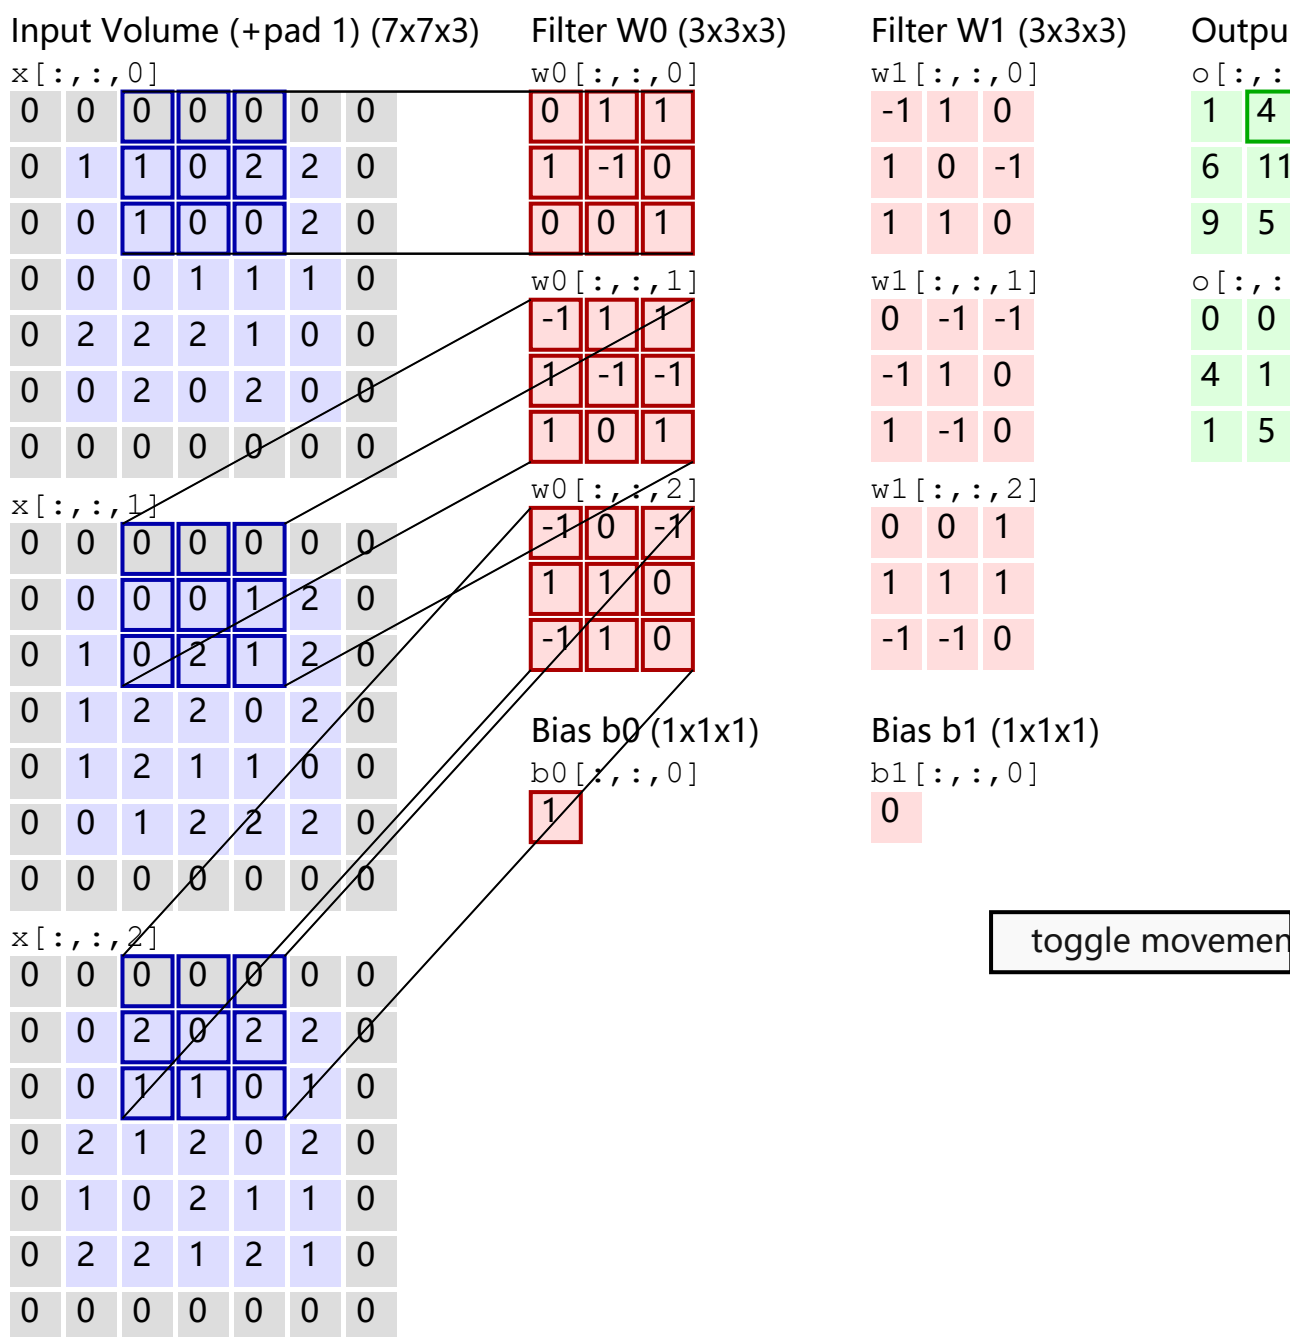 Input Volume (+pad 1) (7x7x3)
x[:,:,0]
0 0 0 0 0 0 0
0 1 1 0 2 2 0
0 0 1 0 0 2 0
0 0 0 1 1 1 0
0 2 2 2 1 0 0
0 0 2 0 2 0 0
0 0 0 0 0 0 0
x[:,:,1]
0 0 0 0 0 0 0
0 0 0 0 1 2 0
0 1 0 2 1 2 0
0 1 2 2 0 2 0
0 1 2 1 1 0 0
0 0 1 2 2 2 0
0 0 0 0 0 0 0
x[:,:,2]
0 0 0 0 0 0 0
0 0 2 0 2 2 0
0 0 1 1 0 1 0
0 2 1 2 0 2 0
0 1 0 2 1 1 0
0 2 2 1 2 1 0
0 0 0 0 0 0 0
Filter W0 (3x3x3)
w0[:,:,0]
0 1 1
1 -1 0
0 0 1
w0[:,:,1]
-1 1 1
1 -1 -1
1 0 1
w0[:,:,2]
-1 0 -1
1 1 0
-1 1 0
Bias b0 (1x1x1)
b0[:,:,0]
1
Filter W1 (3x3x3)
w1[:,:,0]
-1 1 0
1 0 -1
1 1 0
w1[:,:,1]
0 -1 -1
-1 1 0
1 -1 0
w1[:,:,2]
0 0 1
1 1 1
-1 -1 0
Bias b1 (1x1x1)
b1[:,:,0]
0
Outpu
o[:,:
1 4
6 11
9 5
o[:,:
0 0
4 1
1 5
toggle movemen